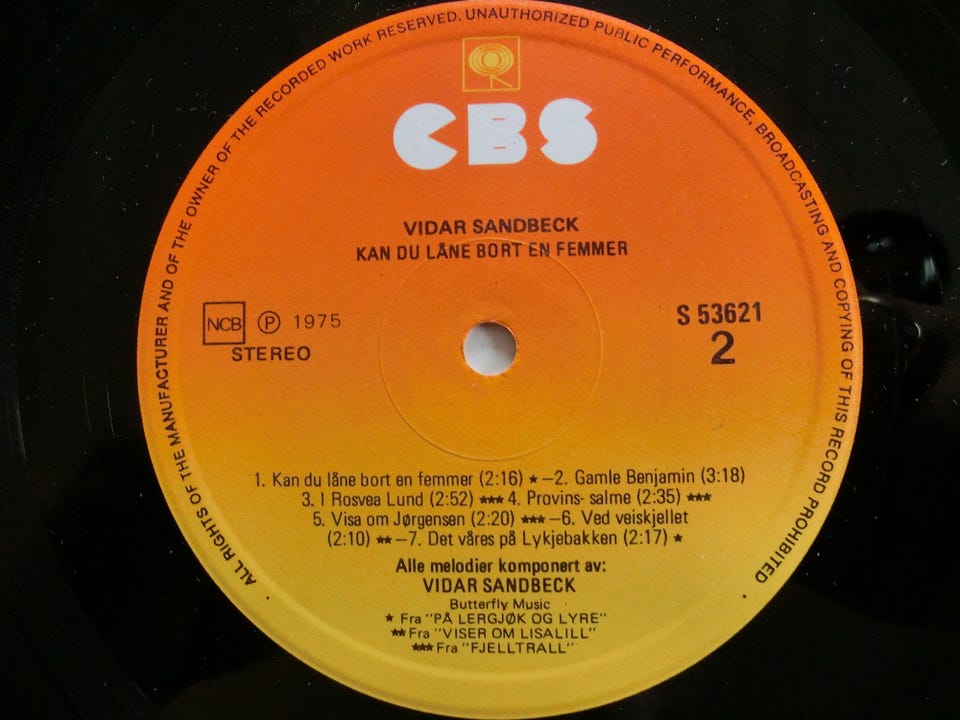 ALL RIGHTS OF THE MANUFACTURER AND OF THE OWNER OF THE RECORDED WORK RESERVED. UNAUTHORIZED PUBLIC PERFORMANCE, BROADCASTING AND COPYING OF THIS RECORD PROHIBITED
CBS
VIDAR SANDBECK
KAN DU LÅNE BORT EN FEMMER
NCB ℗ 1975
STEREO
S 53621
2
1. Kan du låne bort en femmer (2:16) ★ –2. Gamle Benjamin (3:18)
3. I Rosvea Lund (2:52) ★★★ 4. Provins- salme (2:35) ★★★
5. Visa om Jørgensen (2:20) ★★★ –6. Ved veiskjellet
(2:10) ★★ –7. Det våres på Lykjebakken (2:17) ★
Alle melodier komponert av:
VIDAR SANDBECK
Butterfly Music
★ Fra "PÅ LERGJØK OG LYRE"
★★ Fra "VISER OM LISALILL"
★★★ Fra "FJELLTRALL"